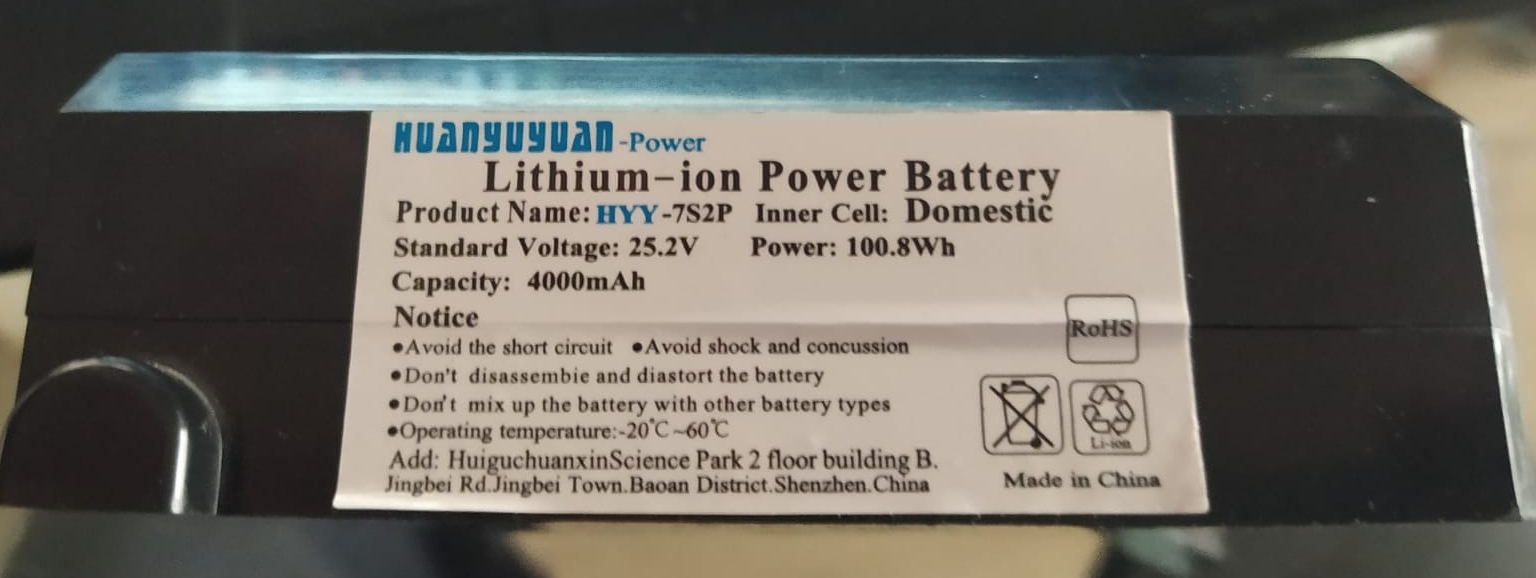 HUANYUYUAN-Power
Lithium-ion Power Battery
Product Name: HYY-7S2P Inner Cell: Domestic
Standard Voltage: 25.2V Power: 100.8Wh
Capacity: 4000mAh
Notice
●Avoid the short circuit ●Avoid shock and concussion
●Don't disassembie and diastort the battery
●Don't mix up the battery with other battery types
●Operating temperature:-20℃~60℃
Add: HuiguchuanxinScience Park 2 floor building B.
Jingbei Rd.Jingbei Town.Baoan District.Shenzhen.China
RoHS
Li-ion
Made in China